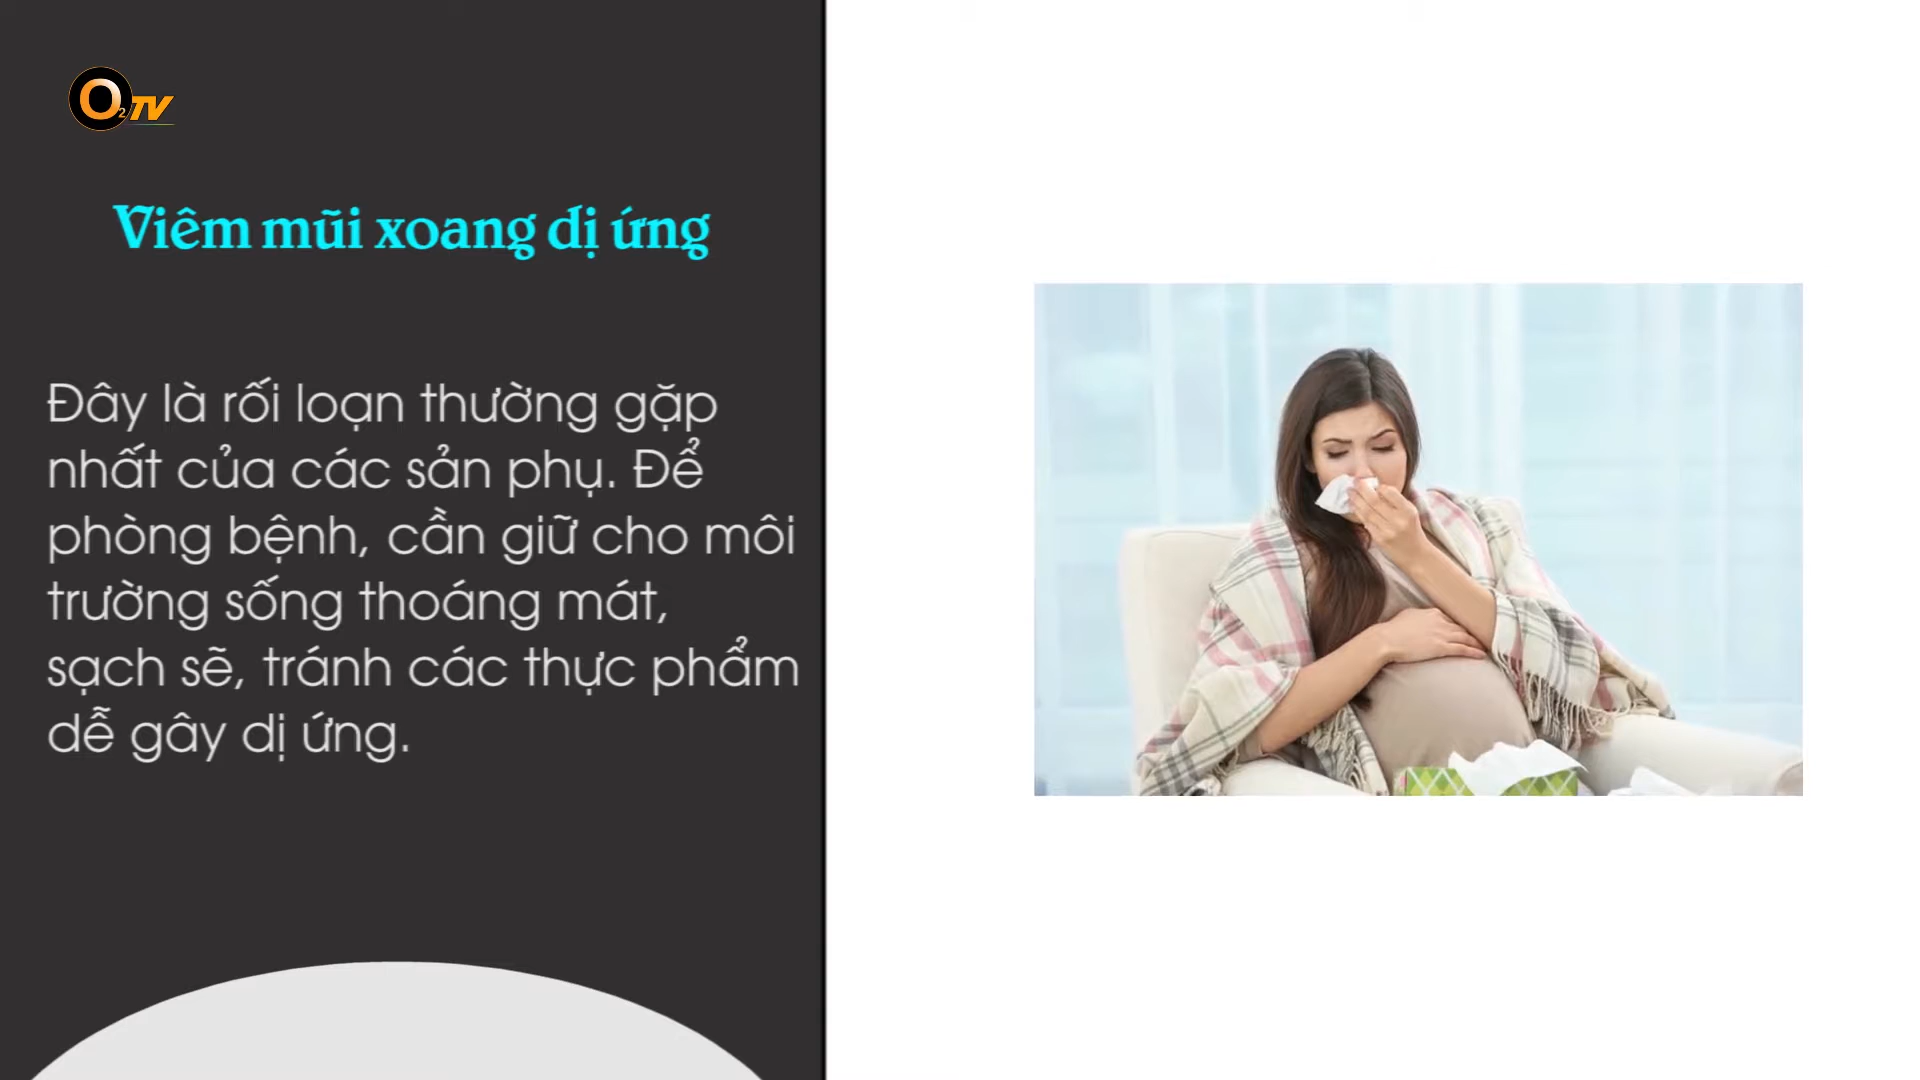 O2TV
Viêm mũi xoang dị ứng
Đây là rối loạn thường gặp
nhất của các sản phụ. Để
phòng bệnh, cần giữ cho môi
trường sống thoáng mát,
sạch sẽ, tránh các thực phẩm
dễ gây dị ứng.